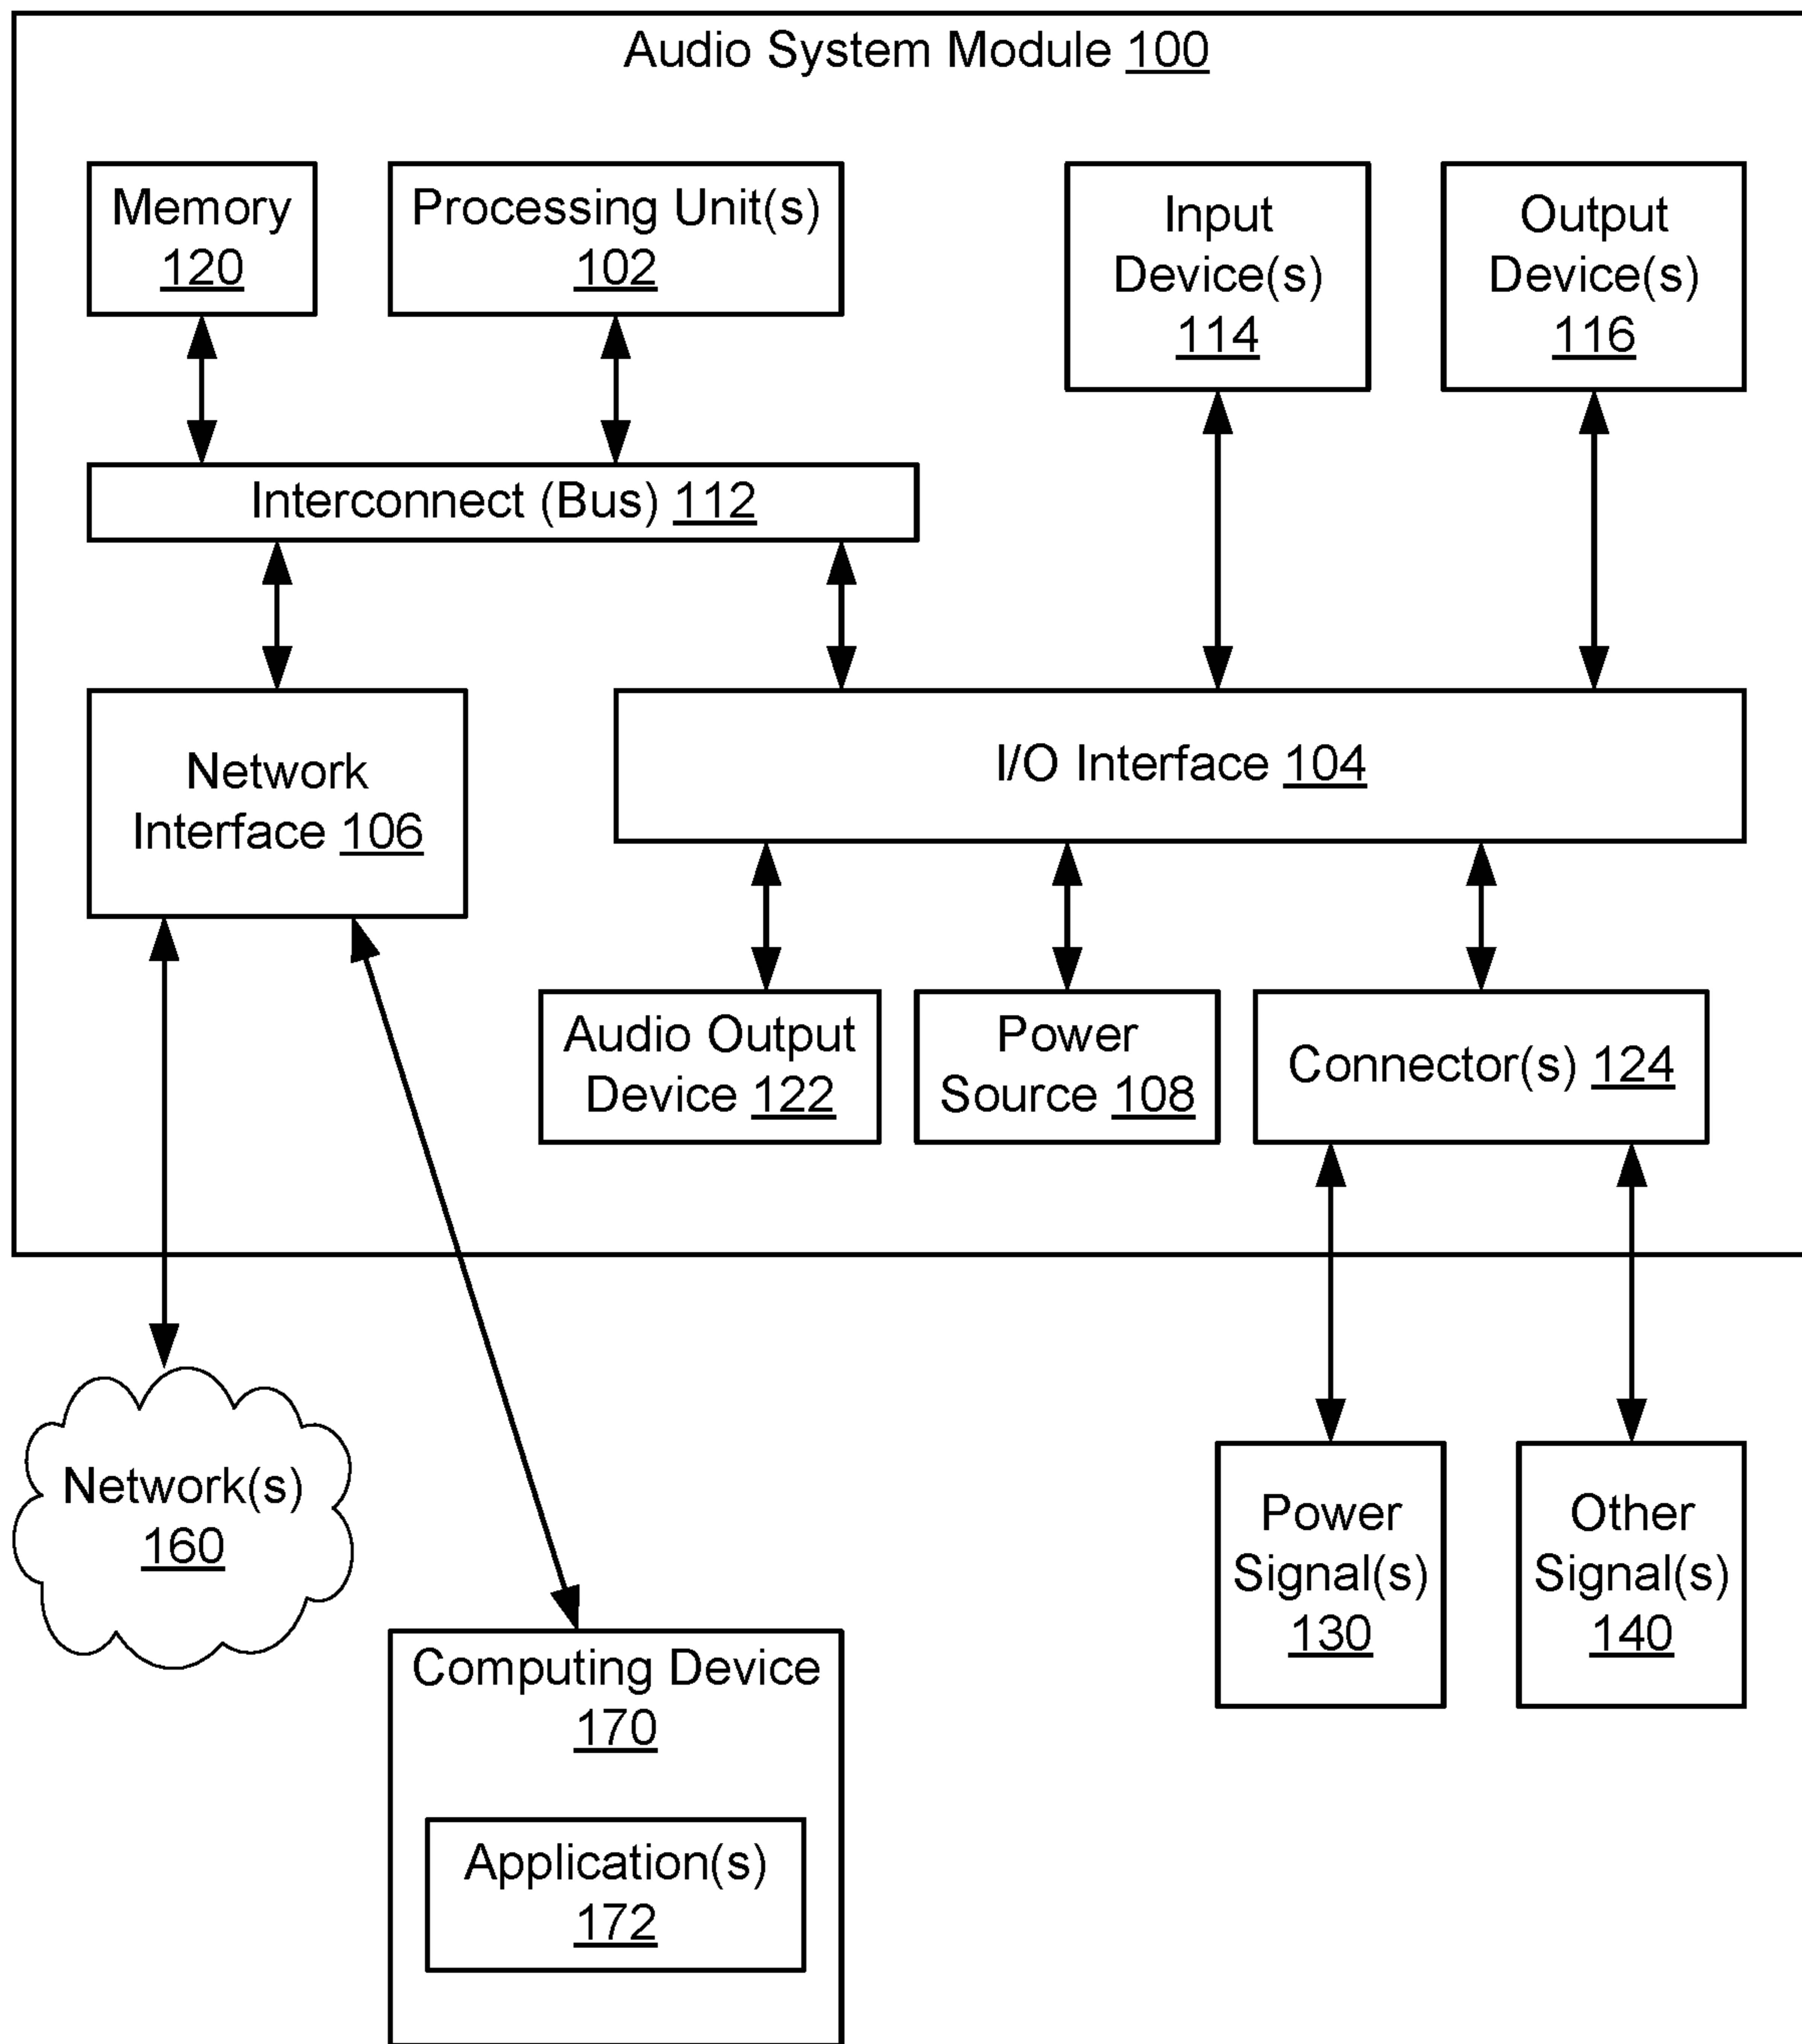 Audio System Module 100
Memory
120
Processing Unit(s)
102
Input
Device(s)
114
Output
Device(s)
116
Interconnect (Bus) 112
Network
Interface 106
I/O Interface 104
Audio Output
Device 122
Power
Source 108
Connector(s) 124
Network(s)
160
Power
Signal(s)
130
Other
Signal(s)
140
Computing Device
170
Application(s)
172